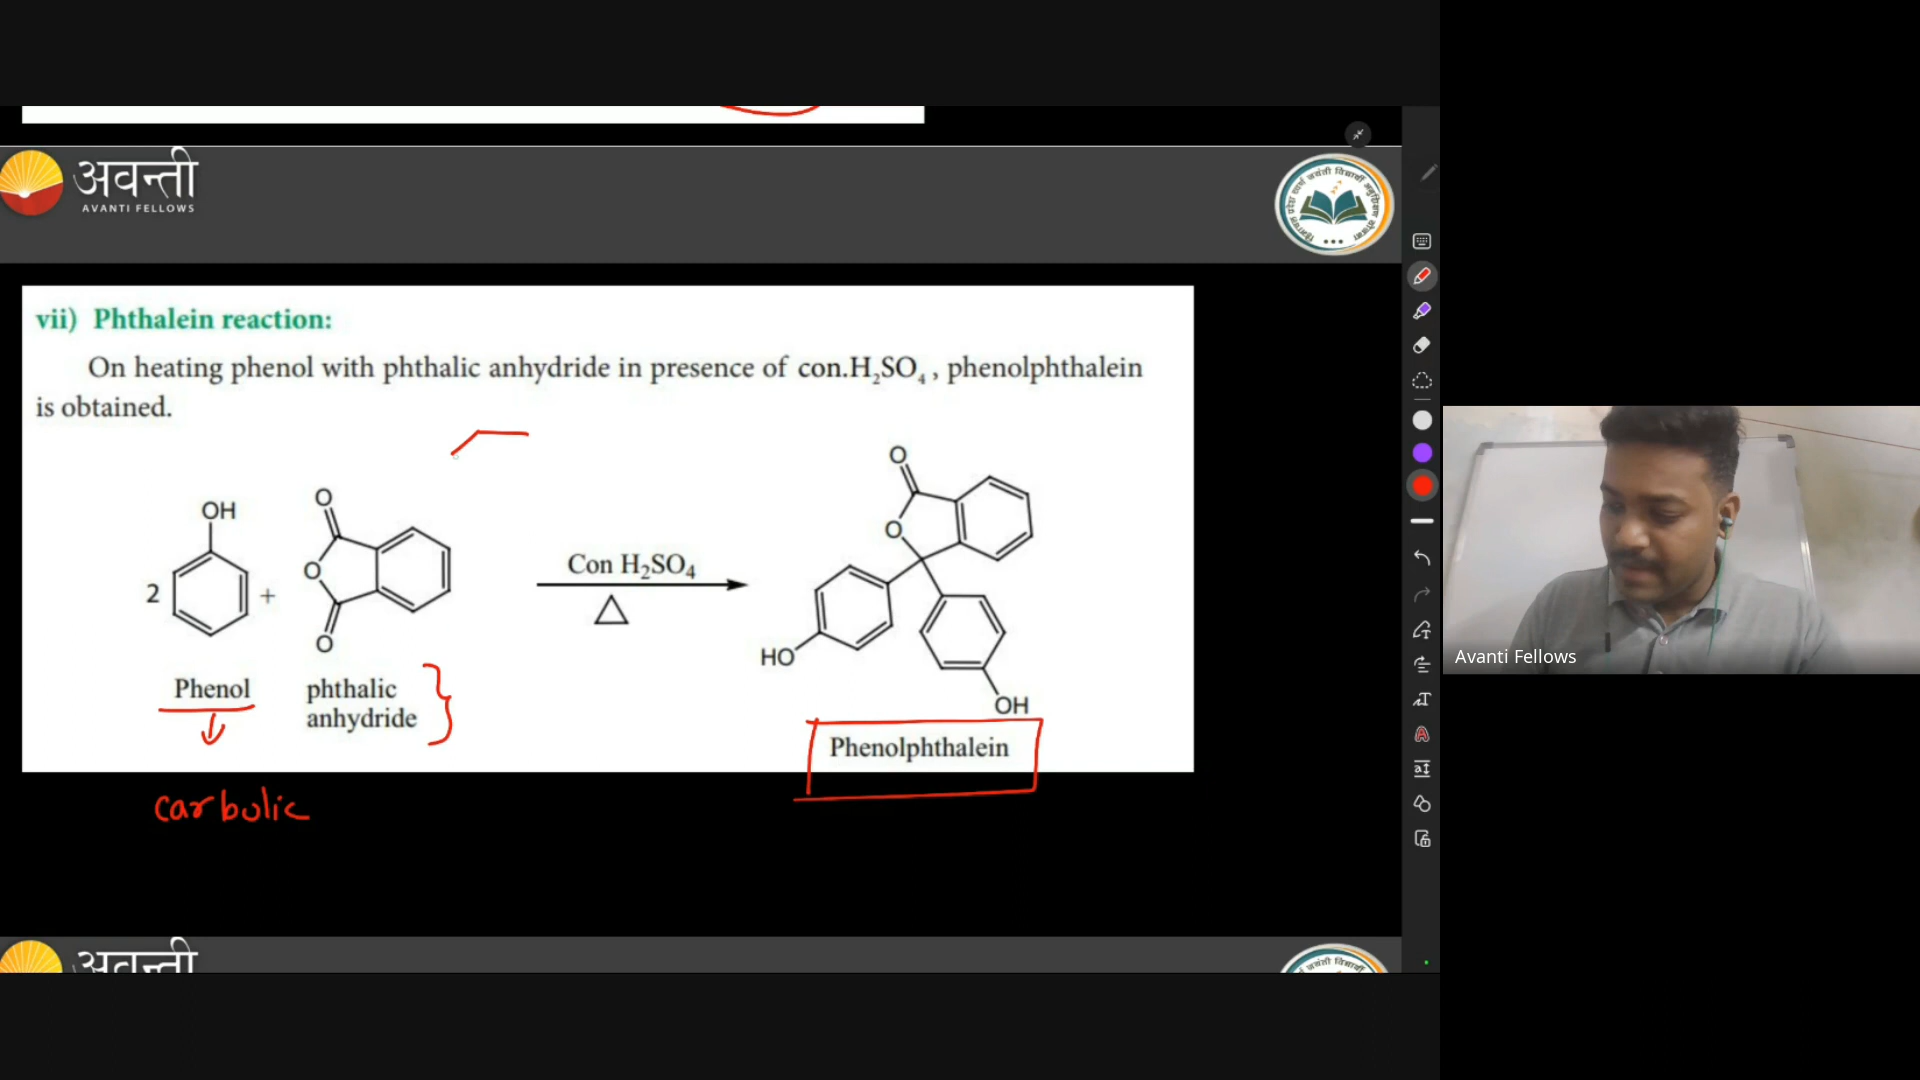 अवन्ती
AVANTI FELLOWS
vii) Phthalein reaction:
On heating phenol with phthalic anhydride in presence of con.H₂SO₄, phenolphthalein
is obtained.
OH
O
O
O
2
+
Con H₂SO₄
△
O
O
HO
OH
Phenol
phthalic
anhydride
Phenolphthalein
carbolic
Avanti Fellows
अवन्ती